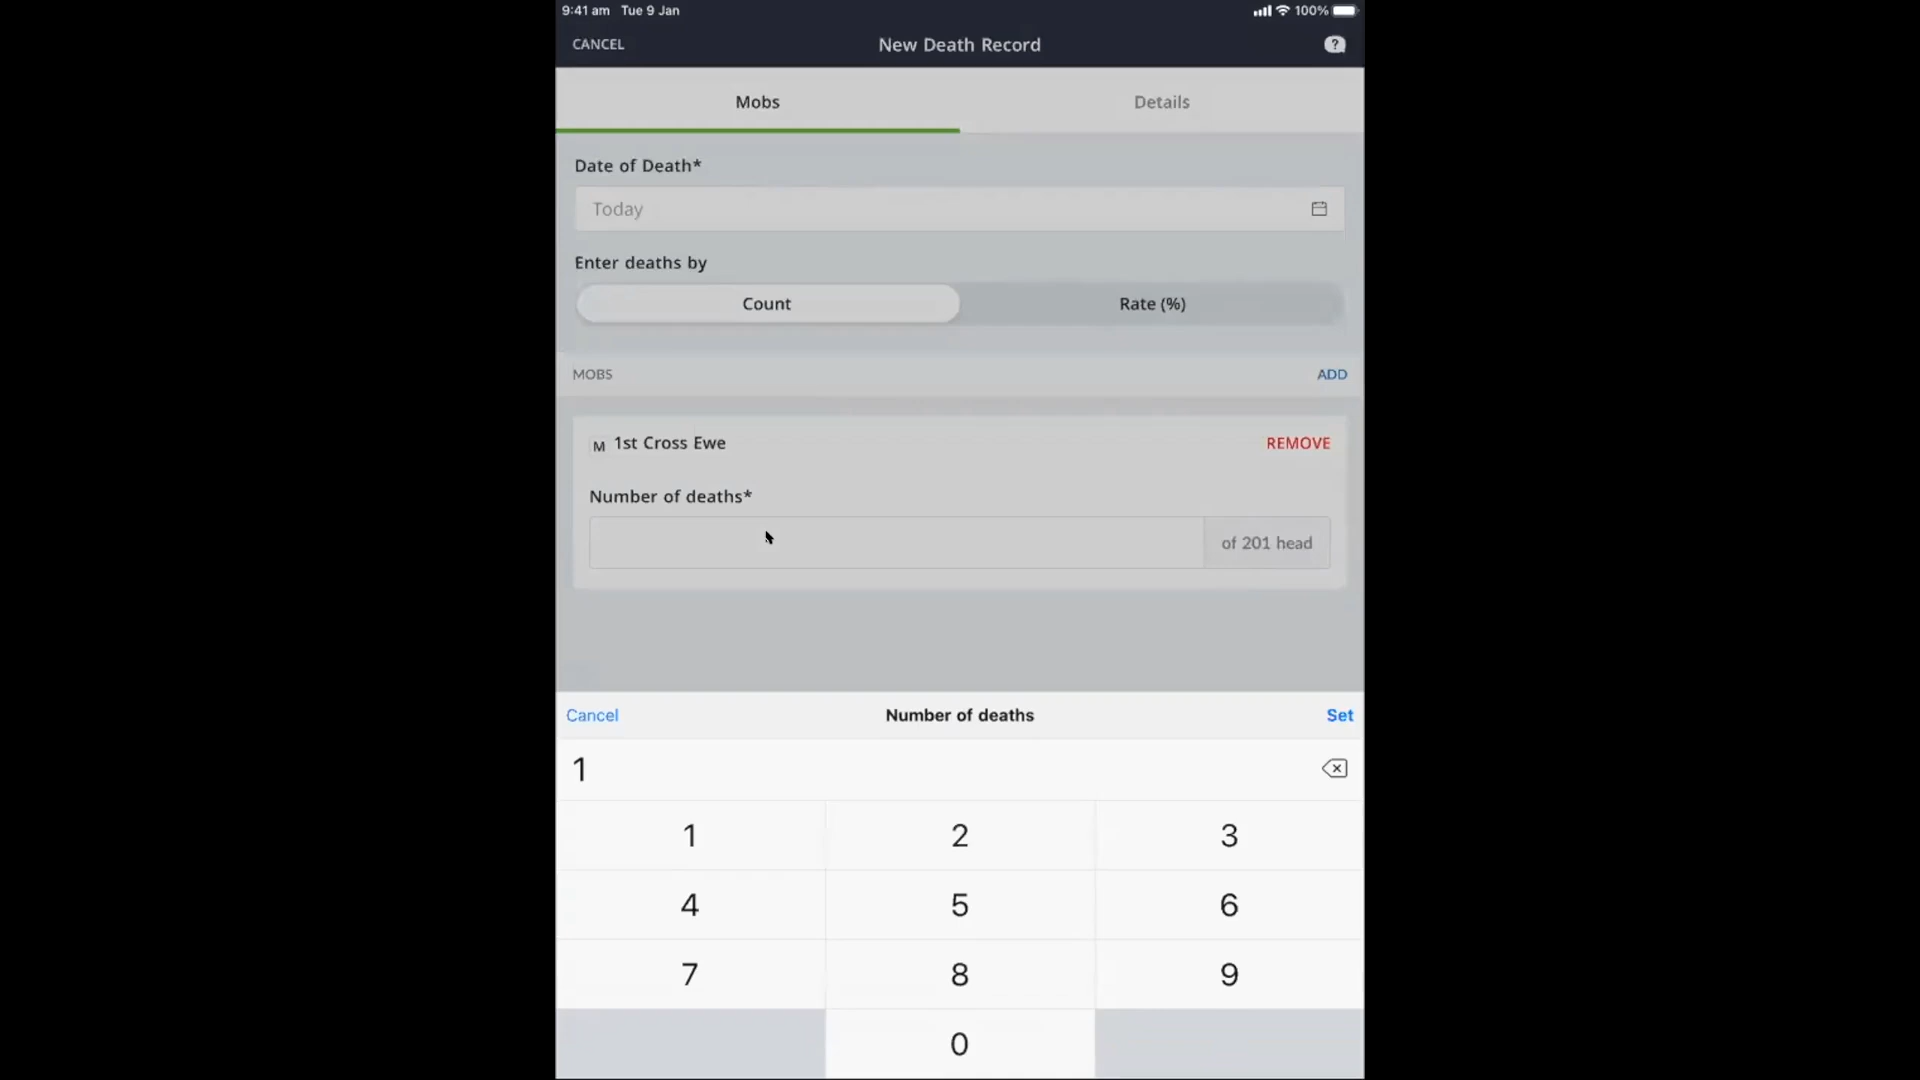 9:41 am Tue 9 Jan 100%
CANCEL New Death Record ?
Mobs Details
Date of Death*
Today
Enter deaths by
Count Rate (%)
MOBS ADD
M 1st Cross Ewe REMOVE
Number of deaths*
of 201 head
Cancel Number of deaths Set
1
1 2 3
4 5 6
7 8 9
0